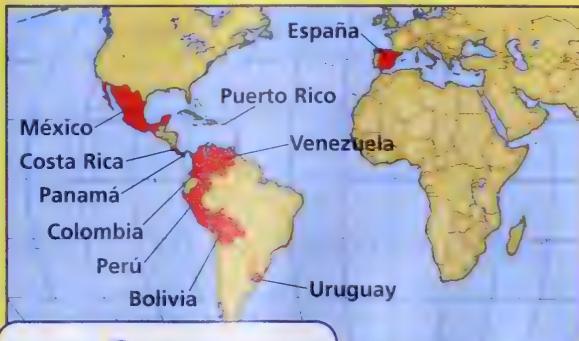 España
Puerto Rico
México
Venezuela
Costa Rica
Panamá
Colombia
Perú
Bolivia
Uruguay